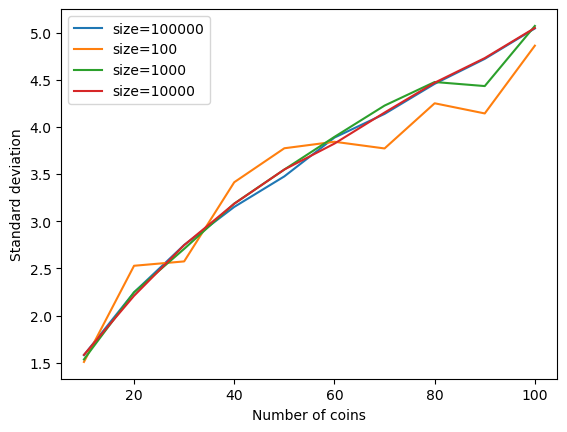 size=100000
size=100
size=1000
size=10000
5.0
4.5
4.0
3.5
3.0
2.5
2.0
1.5
Standard deviation
20 40 60 80 100
Number of coins